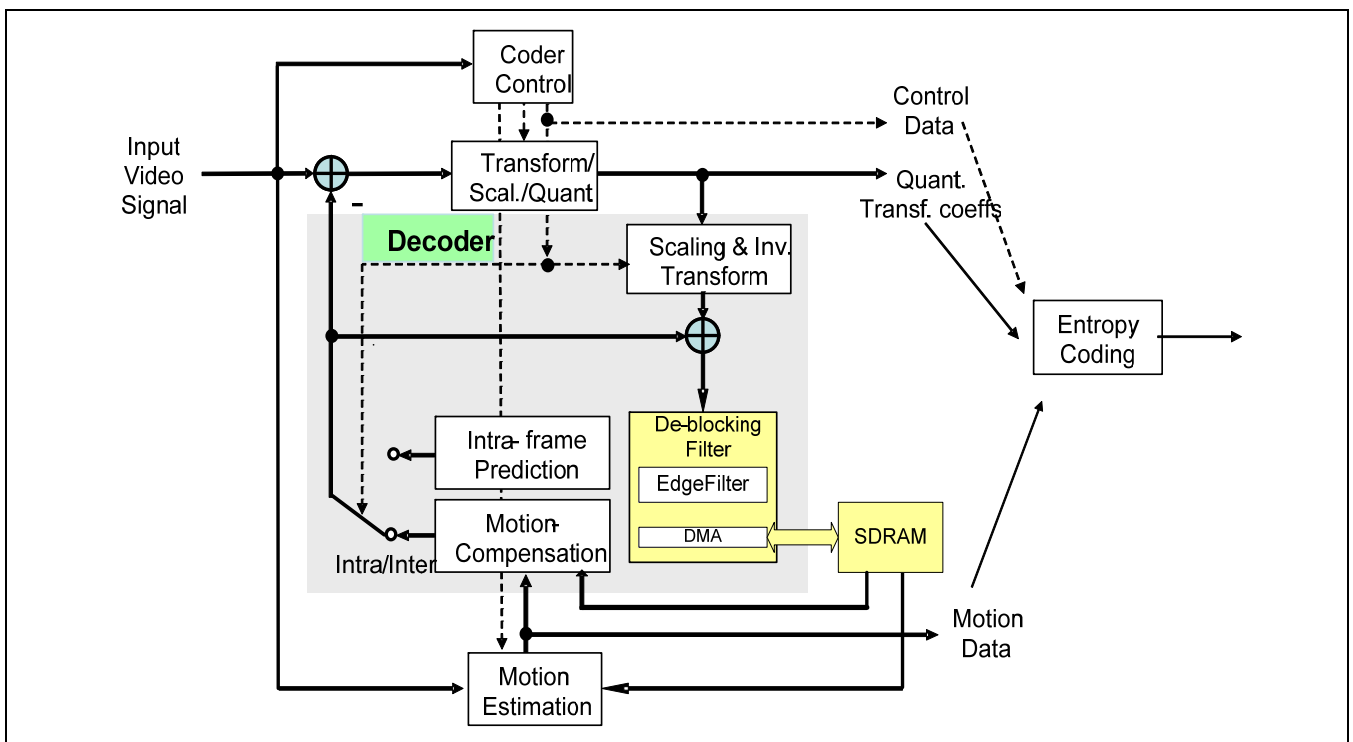 Coder
Control
Control
Data
Input
Video
Signal
Transform/
Scal./Quant.
Quant.
Transf. coeffs
-
Decoder
Scaling & Inv.
Transform
Entropy
Coding
De-blocking
Filter
Intra-frame
Prediction
EdgeFilter
Motion-
Compensation
DMA
SDRAM
Intra/Inter
Motion
Data
Motion
Estimation